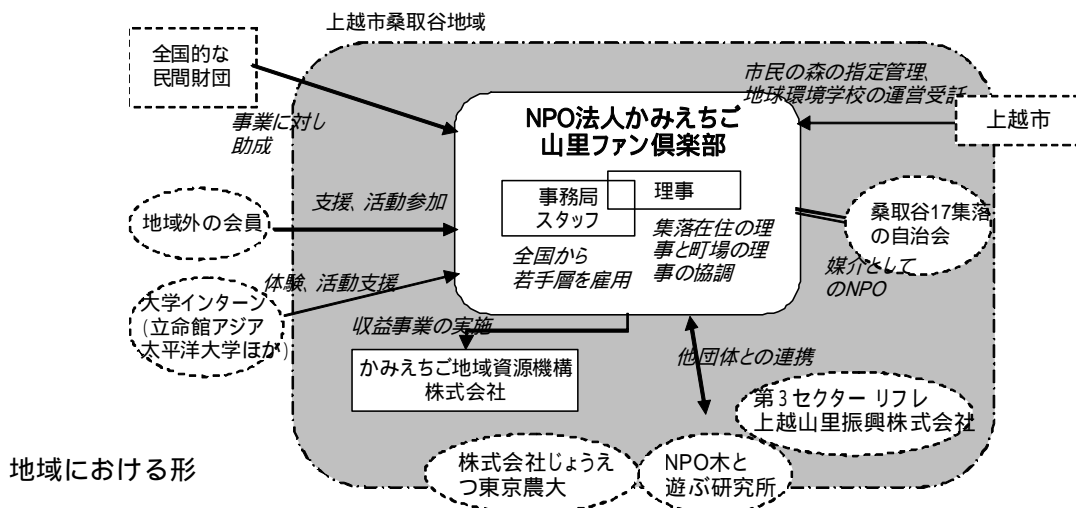 上越市桑取谷地域
全国的な
民間財団
事業に対し
助成
市民の森の指定管理、
地球環境学校の運営受託
上越市
NPO法人かみえちご
山里ファン倶楽部
事務局
スタッフ
理事
全国から
若手層を雇用
集落在住の理
事と町場の理
事の協調
地域外の会員
支援、活動参加
桑取谷17集落
の自治会
媒介として
のNPO
大学インターン
(立命館アジア
太平洋大学ほか)
体験、活動支援
収益事業の実施
かみえちご地域資源機構
株式会社
他団体との連携
第3セクター リフレ
上越山里振興株式会社
株式会社じょうえ
つ東京農大
NPO木と
遊ぶ研究所
地域における形